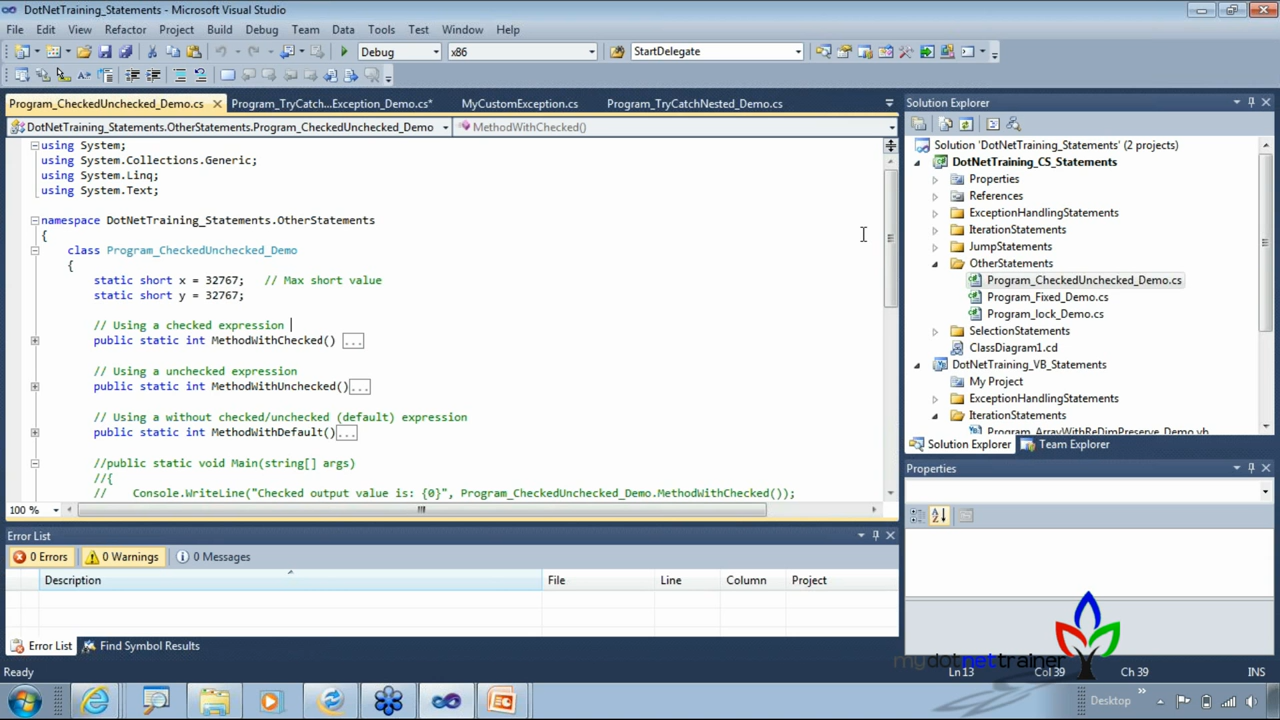 DotNetTraining_Statements - Microsoft Visual Studio
File Edit View Refactor Project Build Debug Team Data Tools Test Window Help
Debug x86 StartDelegate
Program_CheckedUnchecked_Demo.cs Program_TryCatch...Exception_Demo.cs* MyCustomException.cs Program_TryCatchNested_Demo.cs
DotNetTraining_Statements.OtherStatements.Program_CheckedUnchecked_Demo MethodWithChecked()
using System;
using System.Collections.Generic;
using System.Linq;
using System.Text;
namespace DotNetTraining_Statements.OtherStatements
{
class Program_CheckedUnchecked_Demo
{
static short x = 32767; // Max short value
static short y = 32767;
// Using a checked expression
public static int MethodWithChecked() ...
// Using a unchecked expression
public static int MethodWithUnchecked()...
// Using a without checked/unchecked (default) expression
public static int MethodWithDefault()...
//public static void Main(string[] args)
//{
// Console.WriteLine("Checked output value is: {0}", Program_CheckedUnchecked_Demo.MethodWithChecked());
100 %
Solution Explorer
Solution 'DotNetTraining_Statements' (2 projects)
DotNetTraining_CS_Statements
Properties
References
ExceptionHandlingStatements
IterationStatements
JumpStatements
OtherStatements
Program_CheckedUnchecked_Demo.cs
Program_Fixed_Demo.cs
Program_lock_Demo.cs
SelectionStatements
ClassDiagram1.cd
DotNetTraining_VB_Statements
My Project
ExceptionHandlingStatements
IterationStatements
Program_ArrayWithReDimPreserve_Demo.vb
Solution Explorer Team Explorer
Properties
Error List
0 Errors 0 Warnings 0 Messages
Description File Line Column Project
Error List Find Symbol Results
mydotnettrainer
Ready Ln 13 Col 39 Ch 39 INS
Desktop